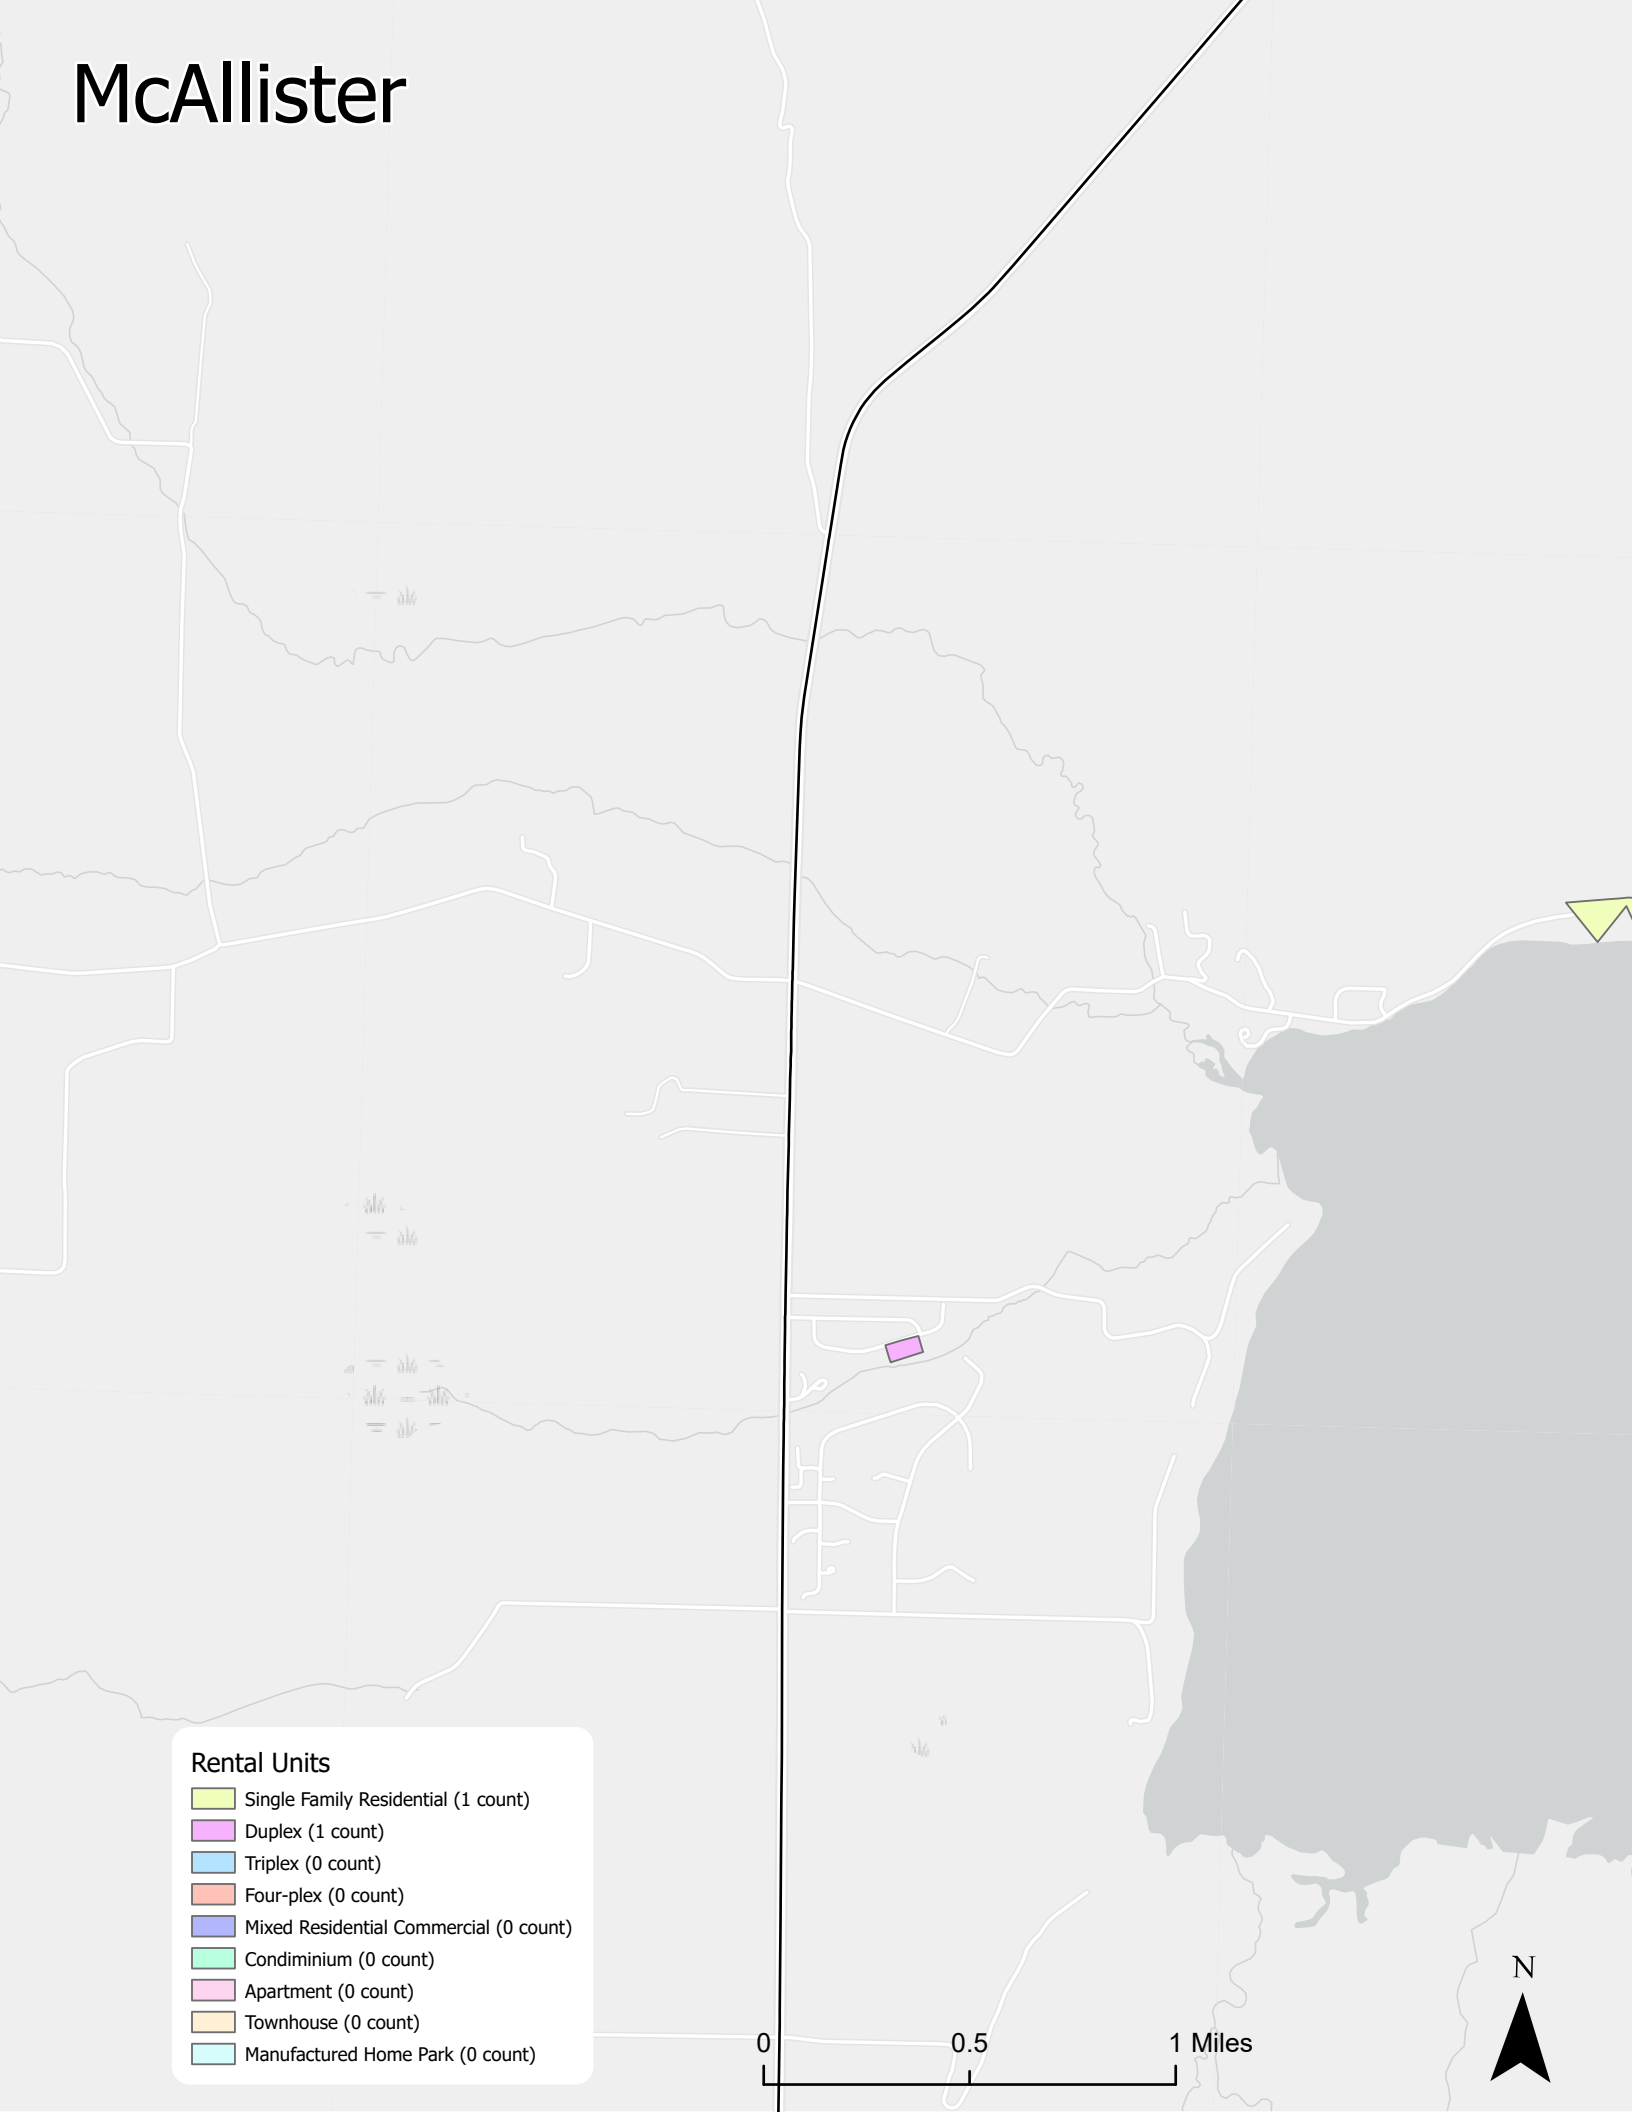 McAllister
Rental Units
Single Family Residential (1 count)
Duplex (1 count)
Triplex (0 count)
Four-plex (0 count)
Mixed Residential Commercial (0 count)
Condiminium (0 count)
Apartment (0 count)
Townhouse (0 count)
Manufactured Home Park (0 count)
0 0.5 1 Miles
N